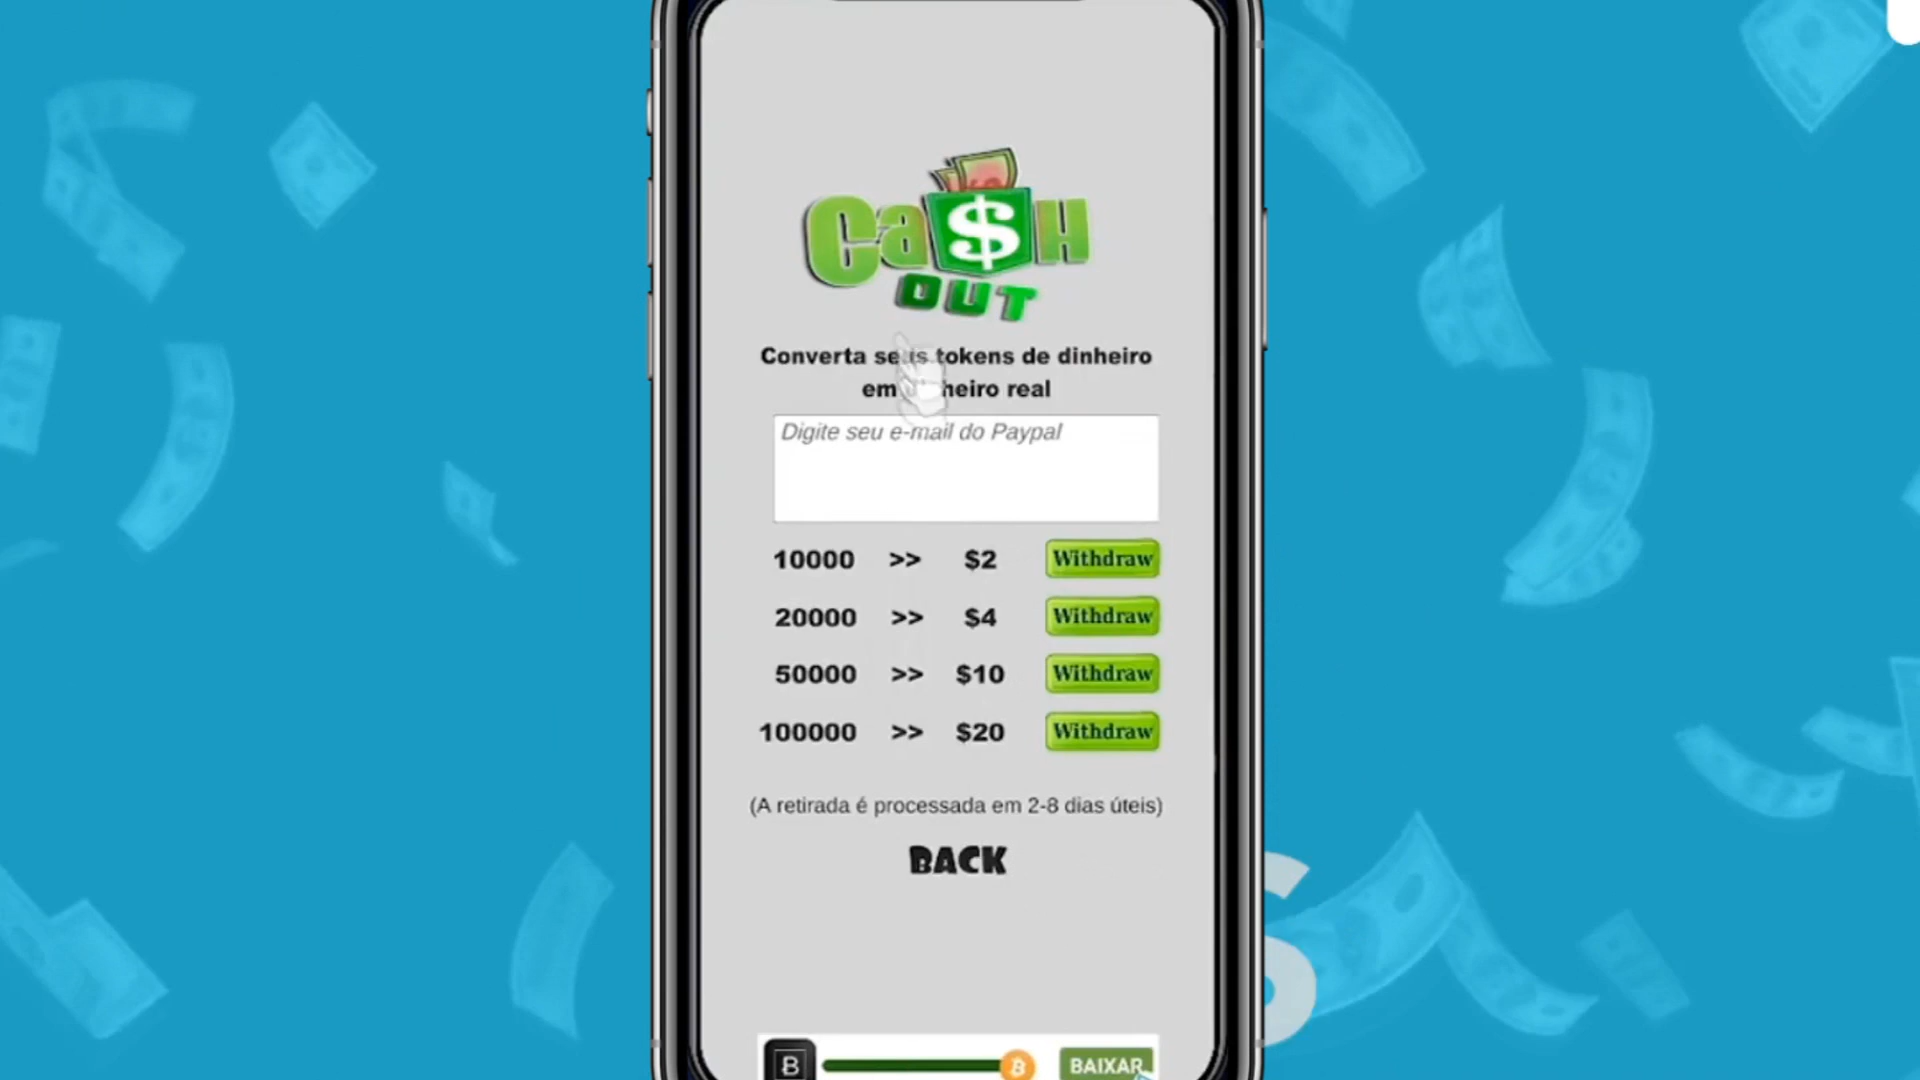 Ca$H
OUT
Converta seus tokens de dinheiro
em dinheiro real
Digite seu e-mail do Paypal
10000 >> $2 Withdraw
20000 >> $4 Withdraw
50000 >> $10 Withdraw
100000 >> $20 Withdraw
(A retirada é processada em 2-8 dias úteis)
BACK
B BAIXAR